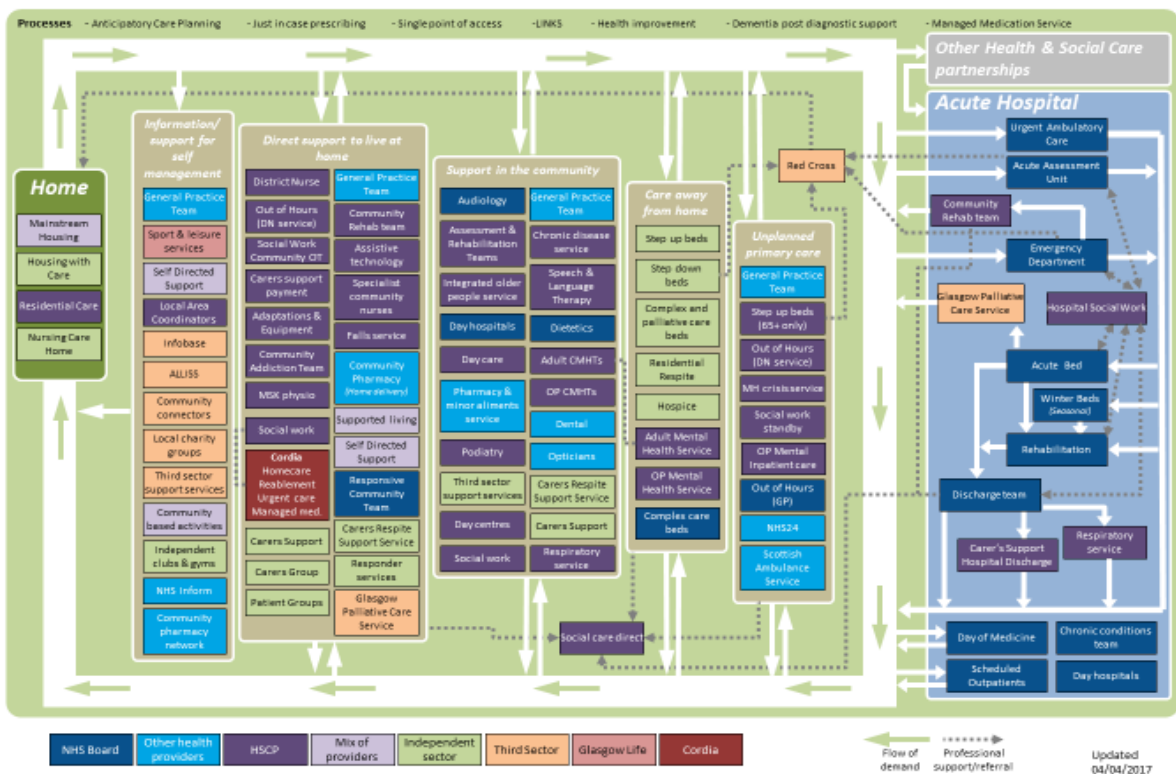 Processes - Anticipatory Care Planning - Just in case prescribing - Single point of access -LINKS - Health improvement - Dementia post diagnostic support - Managed Medication Service
Home
Mainstream
Housing
Housing with
Care
Residential Care
Nursing Care
Home
Information/
support for
self
management
General Practice
Team
Sport & leisure
services
Self Directed
Support
Local Area
Coordinators
Infobase
ALLISS
Community
connectors
Local charity
groups
Third sector
support services
Community
based activities
Independent
clubs & gyms
NHS Inform
Community
pharmacy
network
Direct support to live at
home
District Nurse
Out of Hours
(DN service)
Social Work
Community OT
Carers support
payment
Adaptations &
Equipment
Community
Addiction Team
MSK physio
Social work
Cordia
Homecare
Reablement
Urgent care
Managed med.
Carers Support
Carers Group
Patient Groups
General Practice
Team
Community
Rehab team
Assistive
technology
Specialist
community
nurses
Falls service
Community
Pharmacy
(Home delivery)
Supported living
Self Directed
Support
Responsive
Community
Team
Carers Respite
Support Service
Responder
services
Glasgow
Palliative Care
Service
Support in the community
Audiology
Assessment &
Rehabilitation
Teams
Integrated older
people service
Day hospitals
Day care
Pharmacy &
minor aliments
service
Podiatry
Third sector
support services
Day centres
Social work
General Practice
Team
Chronic disease
service
Speech &
Language
Therapy
Dietetics
Adult CMHTs
OP CMHTs
Dental
Opticians
Carers Respite
Support Service
Carers Support
Respiratory
service
Care away
from home
Step up beds
Step down
beds
Complex and
palliative care
beds
Residential
Respite
Hospice
Adult Mental
Health Service
OP Mental
Health Service
Complex care
beds
Social care direct
Red Cross
Unplanned
primary care
General Practice
Team
Step up beds
(65+ only)
Out of Hours
(DN service)
MH crisis service
Social work
standby
OP Mental
Inpatient care
Out of Hours
(GP)
NHS24
Scottish
Ambulance
Service
Other Health & Social Care
partnerships
Acute Hospital
Urgent Ambulatory
Care
Acute Assessment
Unit
Community
Rehab team
Emergency
Department
Glasgow Palliative
Care Service
Hospital Social Work
Acute Bed
Winter Beds
(Seasonal)
Rehabilitation
Discharge team
Carer's Support
Hospital Discharge
Respiratory
service
Day of Medicine
Chronic conditions
team
Scheduled
Outpatients
Day hospitals
NHS Board
Other health
providers
HSCP
Mix of
providers
Independent
sector
Third Sector
Glasgow Life
Cordia
Flow of
demand
Professional
support/referral
Updated
04/04/2017